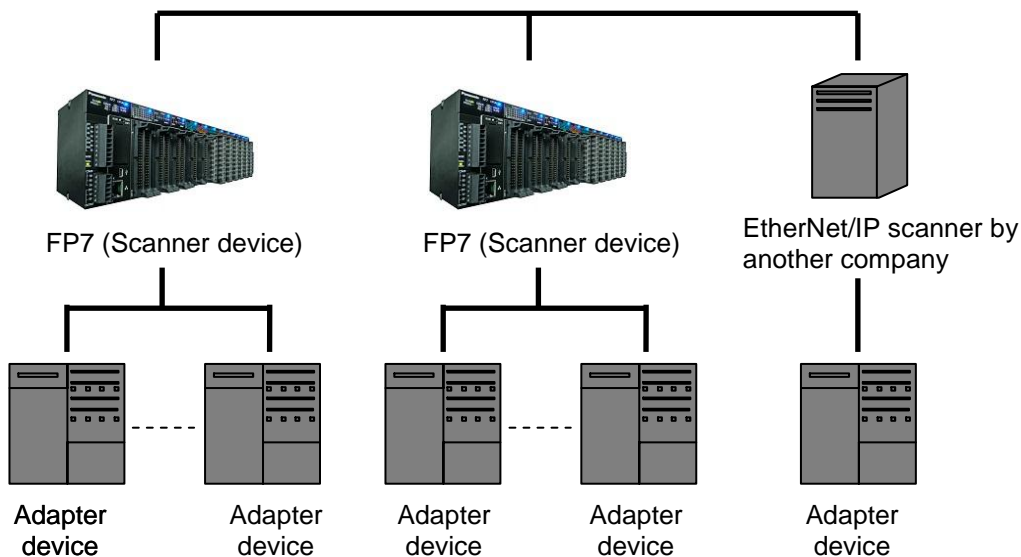 FP7 (Scanner device)
FP7 (Scanner device)
EtherNet/IP scanner by
another company
Adapter
device
Adapter
device
Adapter
device
Adapter
device
Adapter
device